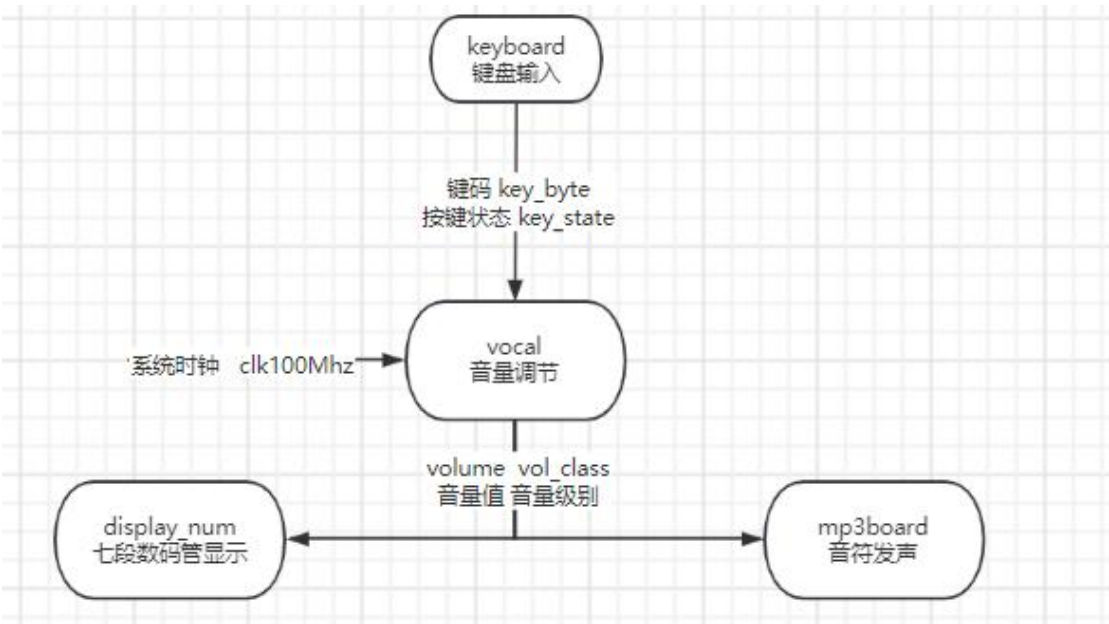 keyboard
键盘输入
键码 key_byte
按键状态 key_state
'系统时钟 clk100Mhz
vocal
音量调节
volume vol_class
音量值 音量级别
display_num
七段数码管显示
mp3board
音符发声